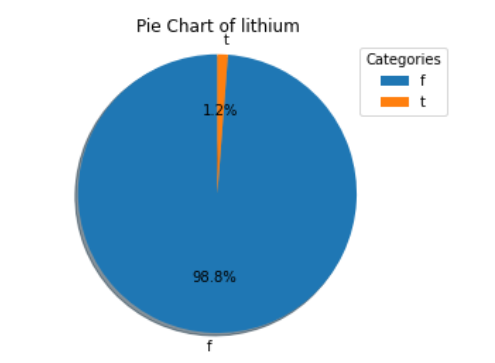 Pie Chart of lithium
t
Categories
f
t
1.2%
98.8%
f